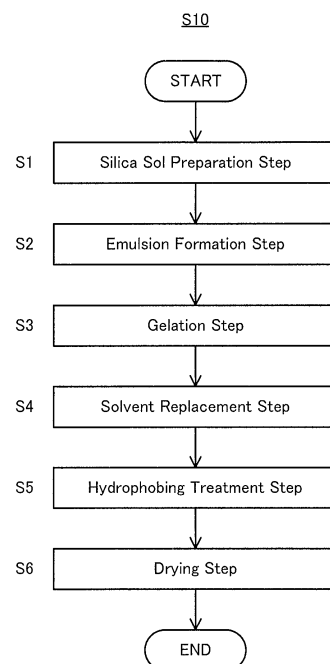 S10
START
S1 Silica Sol Preparation Step
S2 Emulsion Formation Step
S3 Gelation Step
S4 Solvent Replacement Step
S5 Hydrophobing Treatment Step
S6 Drying Step
END